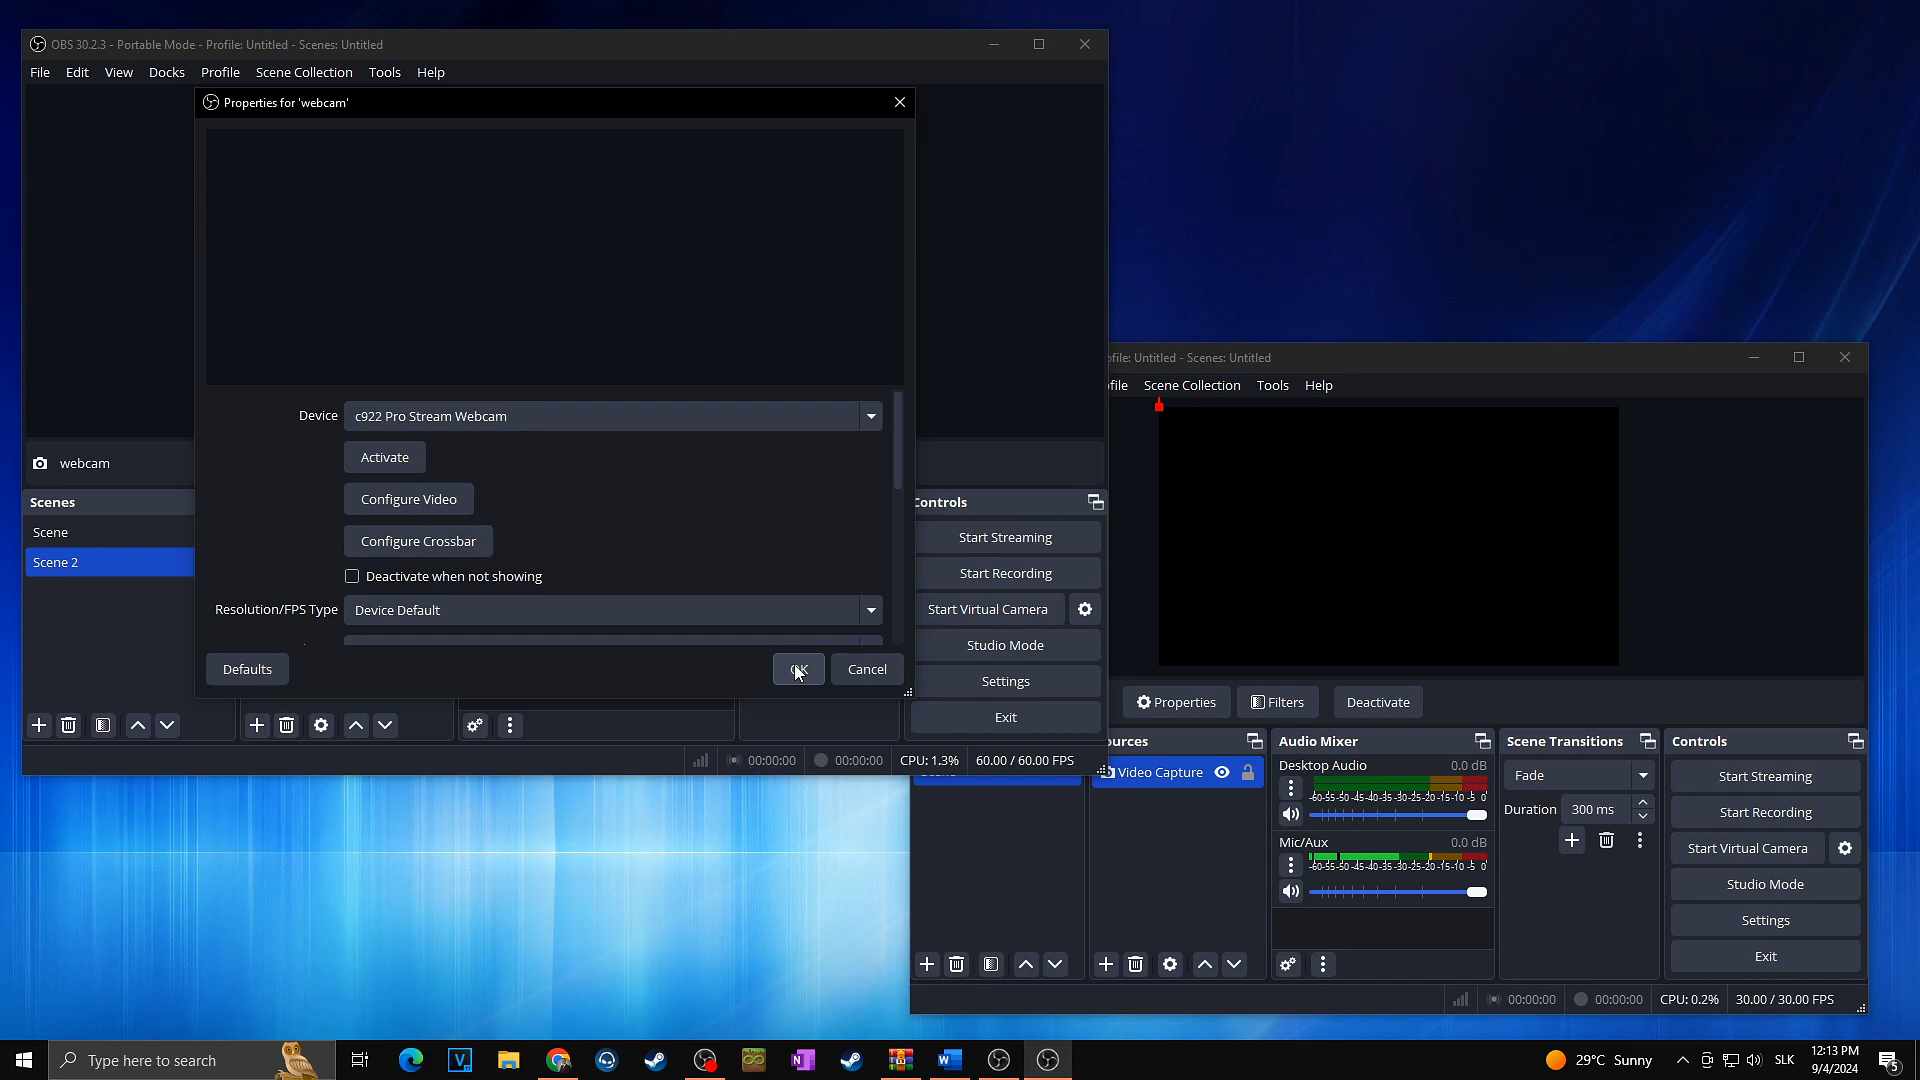 OBS 30.2.3 - Portable Mode - Profile: Untitled - Scenes: Untitled
File Edit View Docks Profile Scene Collection Tools Help
Properties for 'webcam'
Device c922 Pro Stream Webcam
Activate
Configure Video
Configure Crossbar
Deactivate when not showing
Resolution/FPS Type Device Default
Defaults OK Cancel
webcam
Scenes
Scene
Scene 2
Controls
Start Streaming
Start Recording
Start Virtual Camera
Studio Mode
Settings
Exit
00:00:00 00:00:00 CPU: 1.3% 60.00 / 60.00 FPS
ofile: Untitled - Scenes: Untitled
ofile Scene Collection Tools Help
Properties Filters Deactivate
ources Audio Mixer Scene Transitions Controls
Video Capture
Desktop Audio 0.0 dB
-60 -55 -50 -45 -40 -35 -30 -25 -20 -15 -10 -5 0
Mic/Aux 0.0 dB
-60 -55 -50 -45 -40 -35 -30 -25 -20 -15 -10 -5 0
Fade
Duration 300 ms
Start Streaming
Start Recording
Start Virtual Camera
Studio Mode
Settings
Exit
00:00:00 00:00:00 CPU: 0.2% 30.00 / 30.00 FPS
Type here to search
29°C Sunny
SLK
12:13 PM
9/4/2024
5